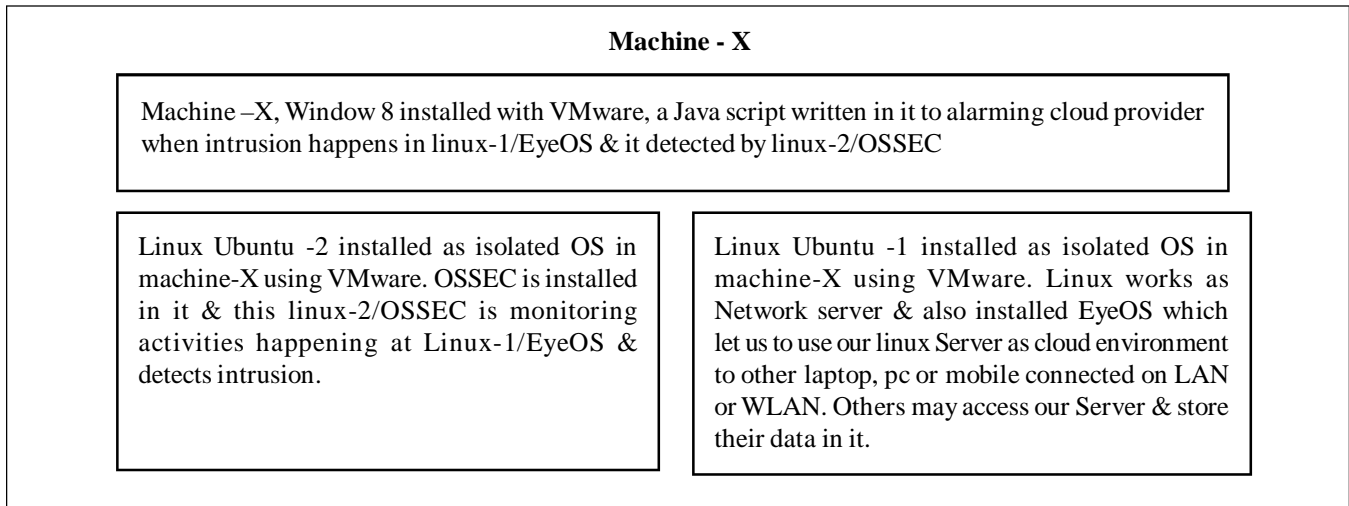 Machine - X
Machine –X, Window 8 installed with VMware, a Java script written in it to alarming cloud provider
when intrusion happens in linux-1/EyeOS & it detected by linux-2/OSSEC
Linux Ubuntu -2 installed as isolated OS in
machine-X using VMware. OSSEC is installed
in it & this linux-2/OSSEC is monitoring
activities happening at Linux-1/EyeOS &
detects intrusion.
Linux Ubuntu -1 installed as isolated OS in
machine-X using VMware. Linux works as
Network server & also installed EyeOS which
let us to use our linux Server as cloud environment
to other laptop, pc or mobile connected on LAN
or WLAN. Others may access our Server & store
their data in it.